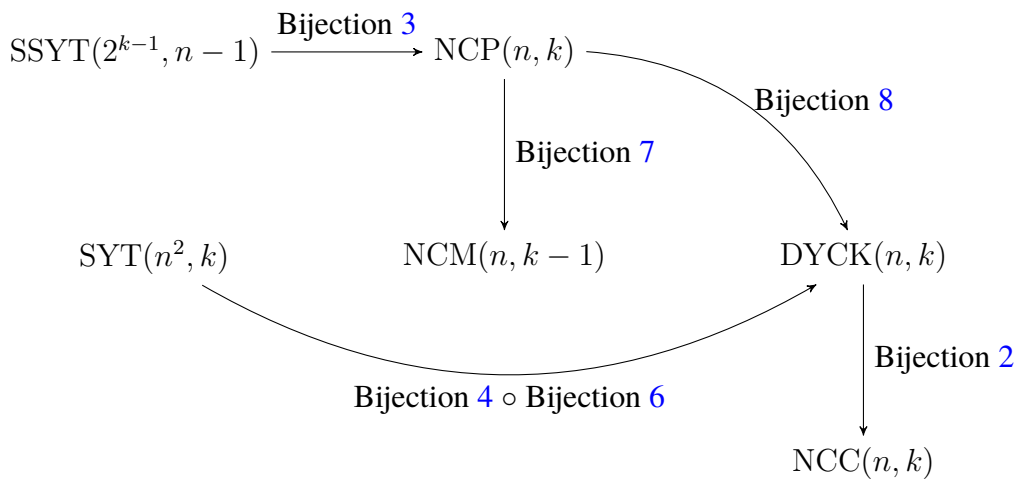 Bijection 3
SSYT(2^{k−1}, n − 1)
NCP(n, k)
Bijection 8
Bijection 7
SYT(n^2, k)
NCM(n, k − 1)
DYCK(n, k)
Bijection 2
Bijection 4 ∘ Bijection 6
NCC(n, k)